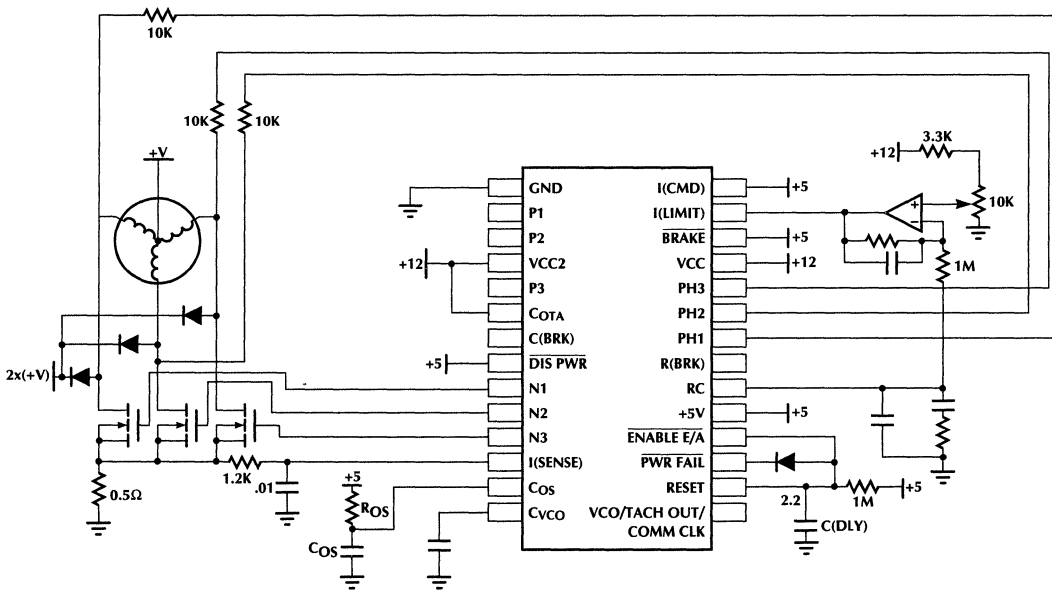 10K
10K
10K
+V
2x(+V)
0.5Ω
1.2K
.01
+5
ROS
COS
+12
+5
GND
P1
P2
VCC2
P3
COTA
C(BRK)
DIS PWR
N1
N2
N3
I(SENSE)
COS
CVCO
I(CMD)
I(LIMIT)
BRAKE
VCC
PH3
PH2
PH1
R(BRK)
RC
+5V
ENABLE E/A
PWR FAIL
RESET
VCO/TACH OUT/
COMM CLK
+5
+5
+12
+5
+12
3.3K
10K
1M
2.2
1M
+5
C(DLY)